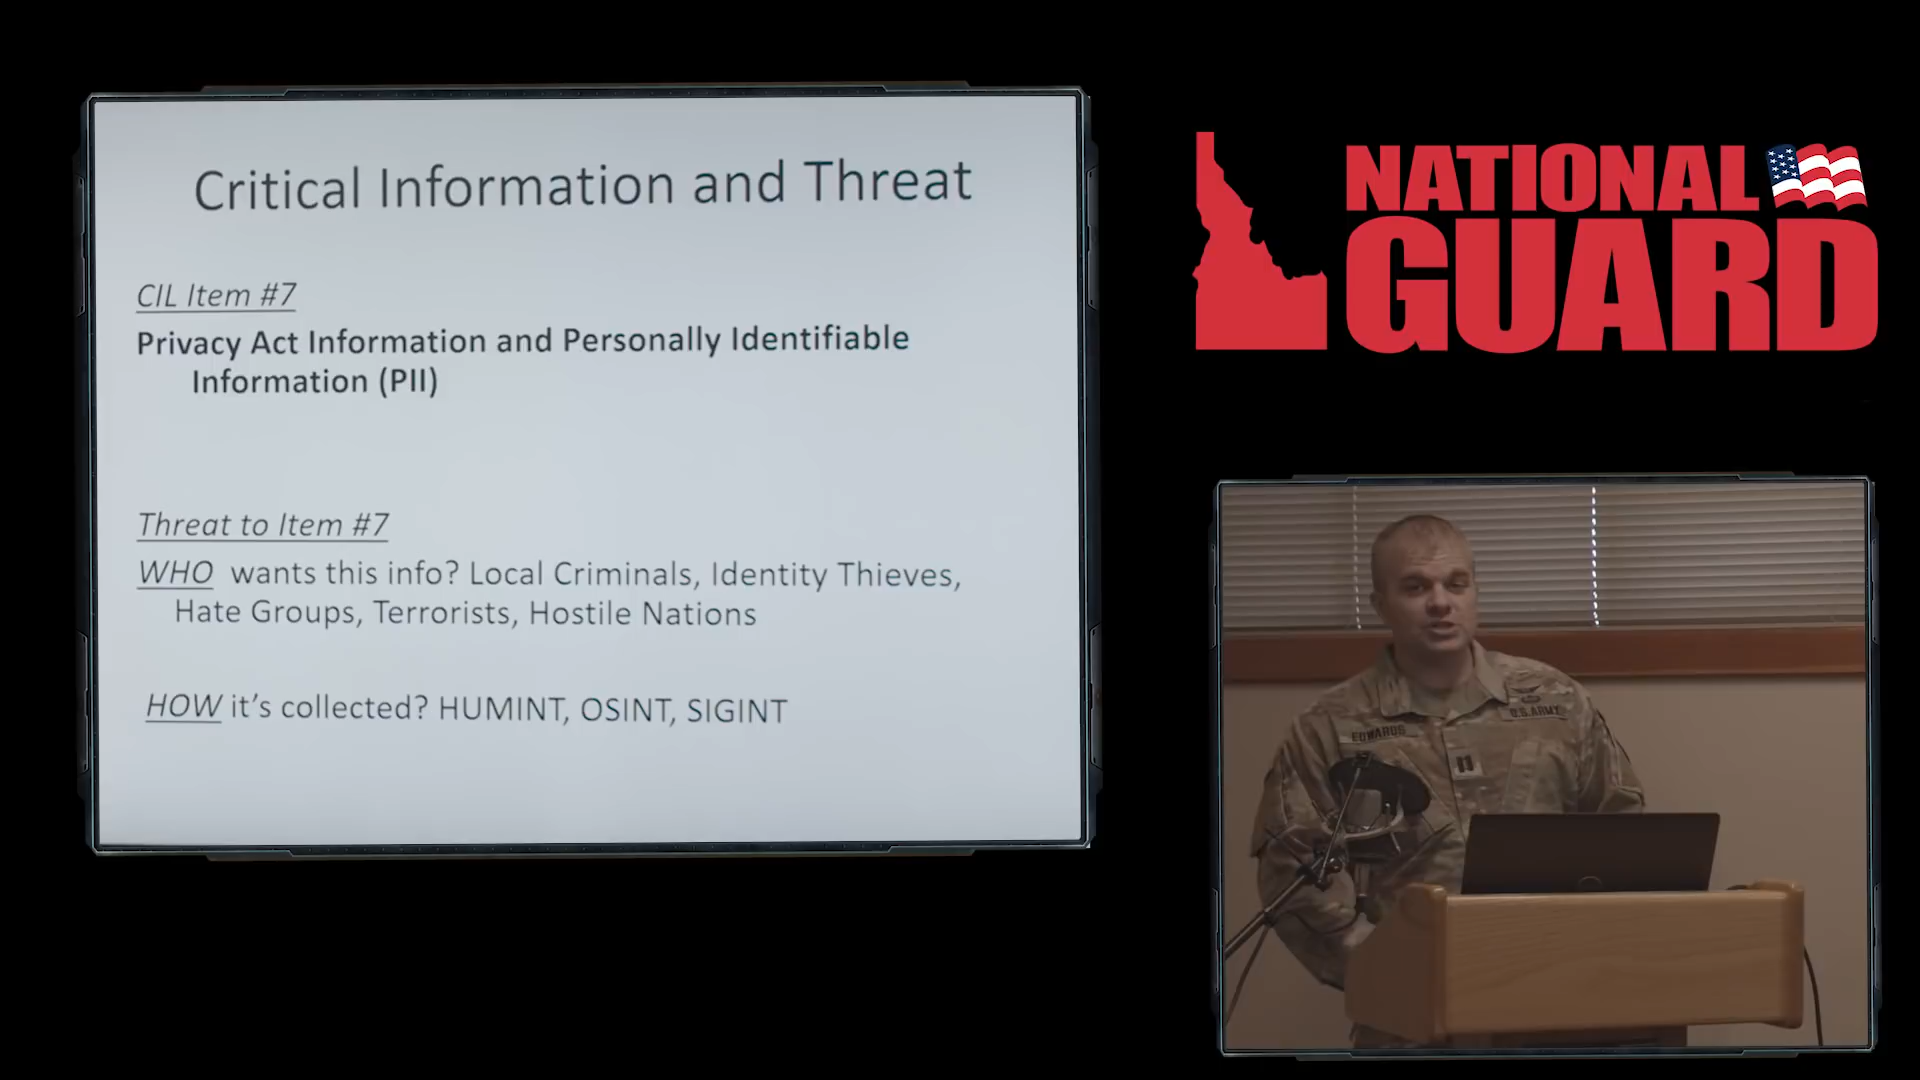 Critical Information and Threat
CIL Item #7
Privacy Act Information and Personally Identifiable
Information (PII)
Threat to Item #7
WHO wants this info? Local Criminals, Identity Thieves,
Hate Groups, Terrorists, Hostile Nations
HOW it's collected? HUMINT, OSINT, SIGINT
NATIONAL
GUARD
U.S. ARMY
EDWARDS